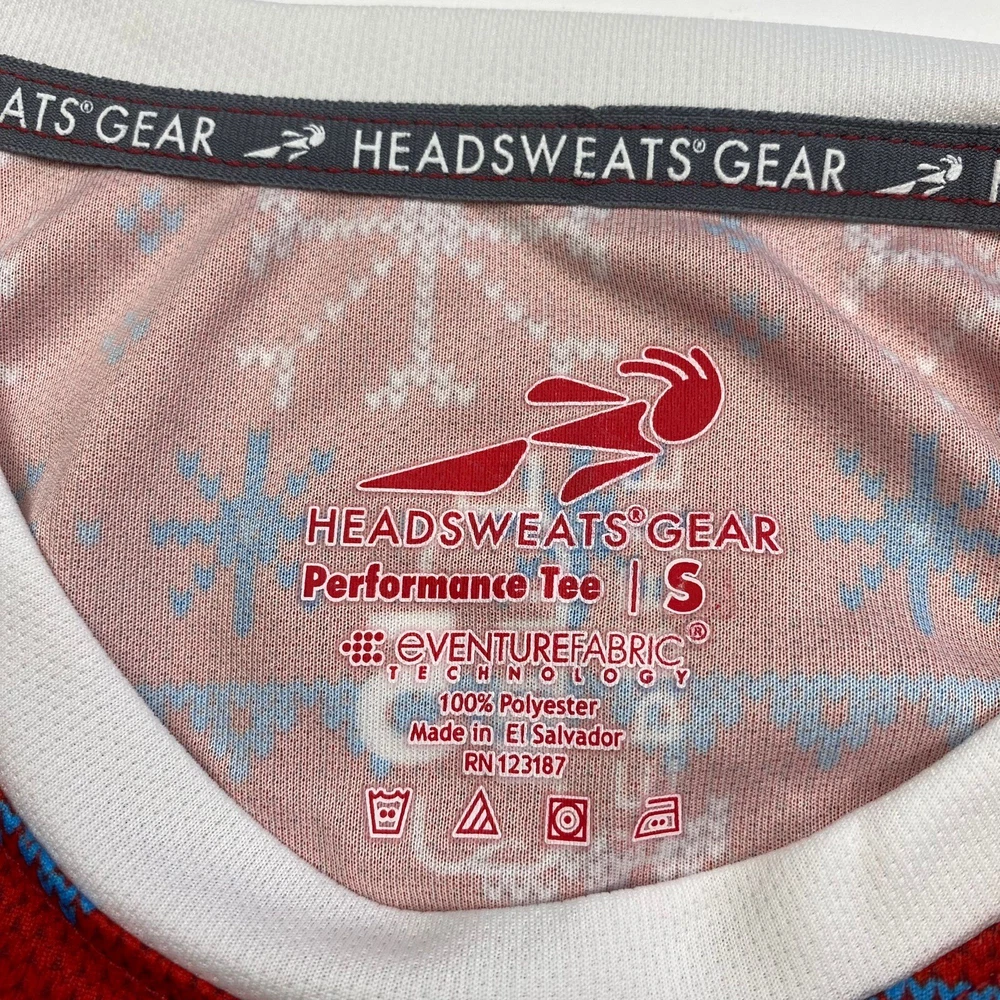 ATS® GEAR HEADSWEATS® GEAR
HEADSWEATS® GEAR
Performance Tee | S
eVENTUREFABRIC®
TECHNOLOGY
100% Polyester
Made in El Salvador
RN 123187